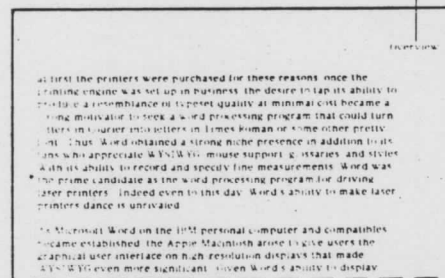 Overview
at first the printers were purchased for these reasons once the
printing engine was set up in business the desire to tap its ability to
produce a resemblance of typeset quality at minimal cost became a
strong motivator to seek a word processing program that could turn
letters in Courier into letters in Times Roman or some other pretty
font Thus Word obtained a strong niche presence in addition to its
fans who appreciate WYSIWYG mouse support glossaries and styles
With its ability to record and specify fine measurements Word was
the prime candidate as the word processing program for driving
laser printers Indeed even to this day Word's ability to make laser
printers dance is unrivaled
As Microsoft Word on the IBM personal computer and compatibles
became established the Apple Macintosh arose to give users the
graphical user interface on high resolution displays that made
WYSIWYG even more significant Given Word's ability to display